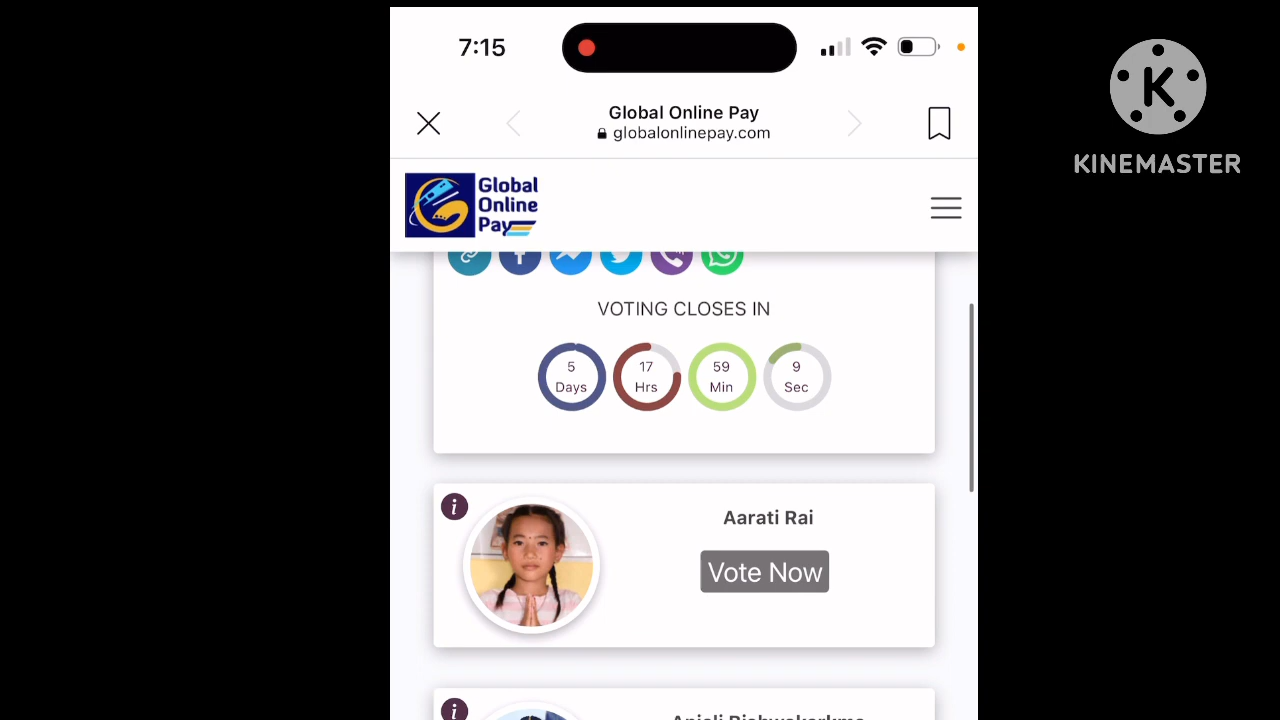 7:15
Global Online Pay
globalonlinepay.com
K
KINEMASTER
Global
Online
Pay
VOTING CLOSES IN
5
Days
17
Hrs
59
Min
9
Sec
i
Aarati Rai
Vote Now
i